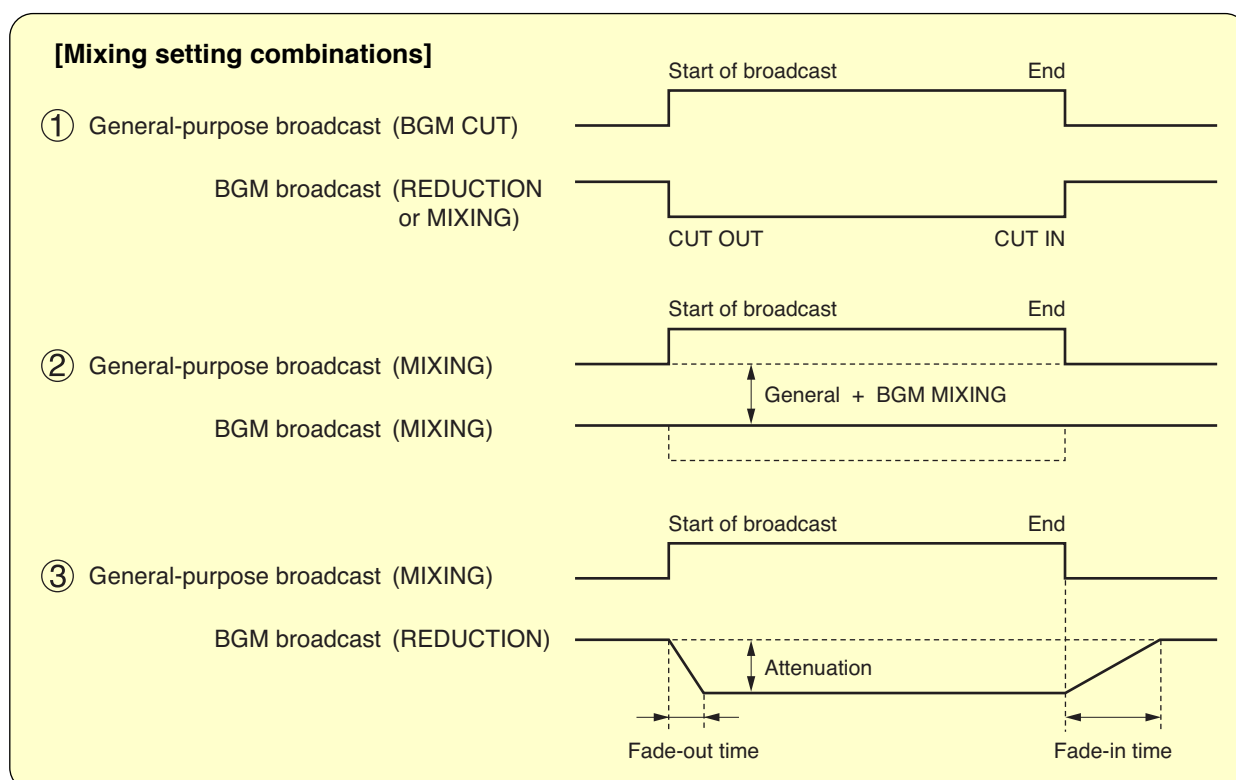 [Mixing setting combinations]
Start of broadcast End
① General-purpose broadcast (BGM CUT)
BGM broadcast (REDUCTION
or MIXING)
CUT OUT CUT IN
Start of broadcast End
② General-purpose broadcast (MIXING)
General + BGM MIXING
BGM broadcast (MIXING)
Start of broadcast End
③ General-purpose broadcast (MIXING)
BGM broadcast (REDUCTION)
Attenuation
Fade-out time Fade-in time